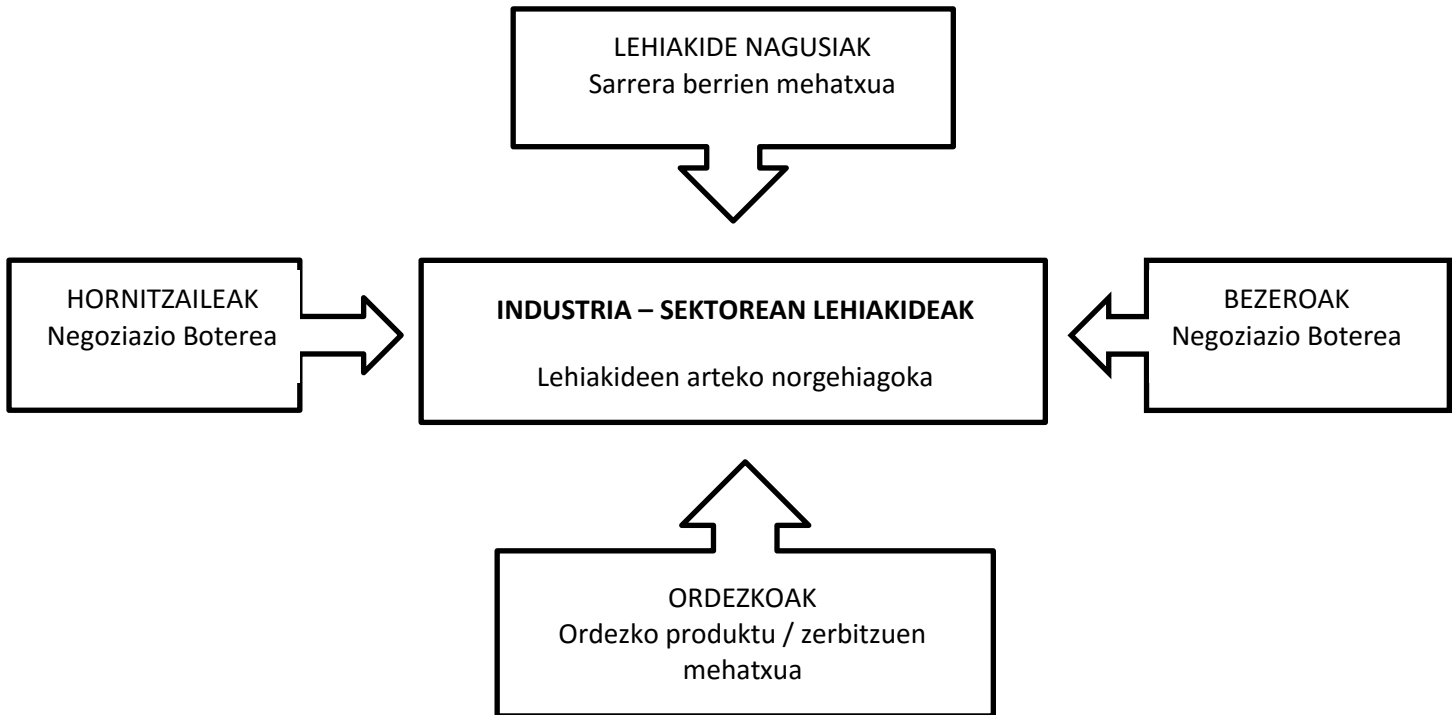 LEHIAKIDE NAGUSIAK
Sarrera berrien mehatxua
HORNITZAILEAK
Negoziazio Boterea
INDUSTRIA – SEKTOREAN LEHIAKIDEAK
Lehiakideen arteko norgehiagoka
BEZEROAK
Negoziazio Boterea
ORDEZKOAK
Ordezko produktu / zerbitzuen
mehatxua